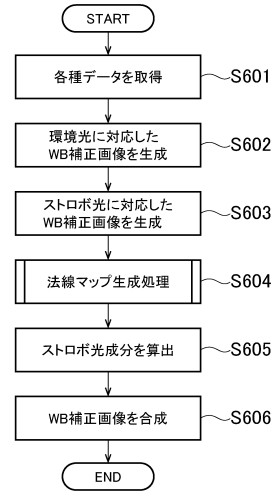 START
各種データを取得
S601
環境光に対応した
WB補正画像を生成
S602
ストロボ光に対応した
WB補正画像を生成
S603
法線マップ生成処理
S604
ストロボ光成分を算出
S605
WB補正画像を合成
S606
END